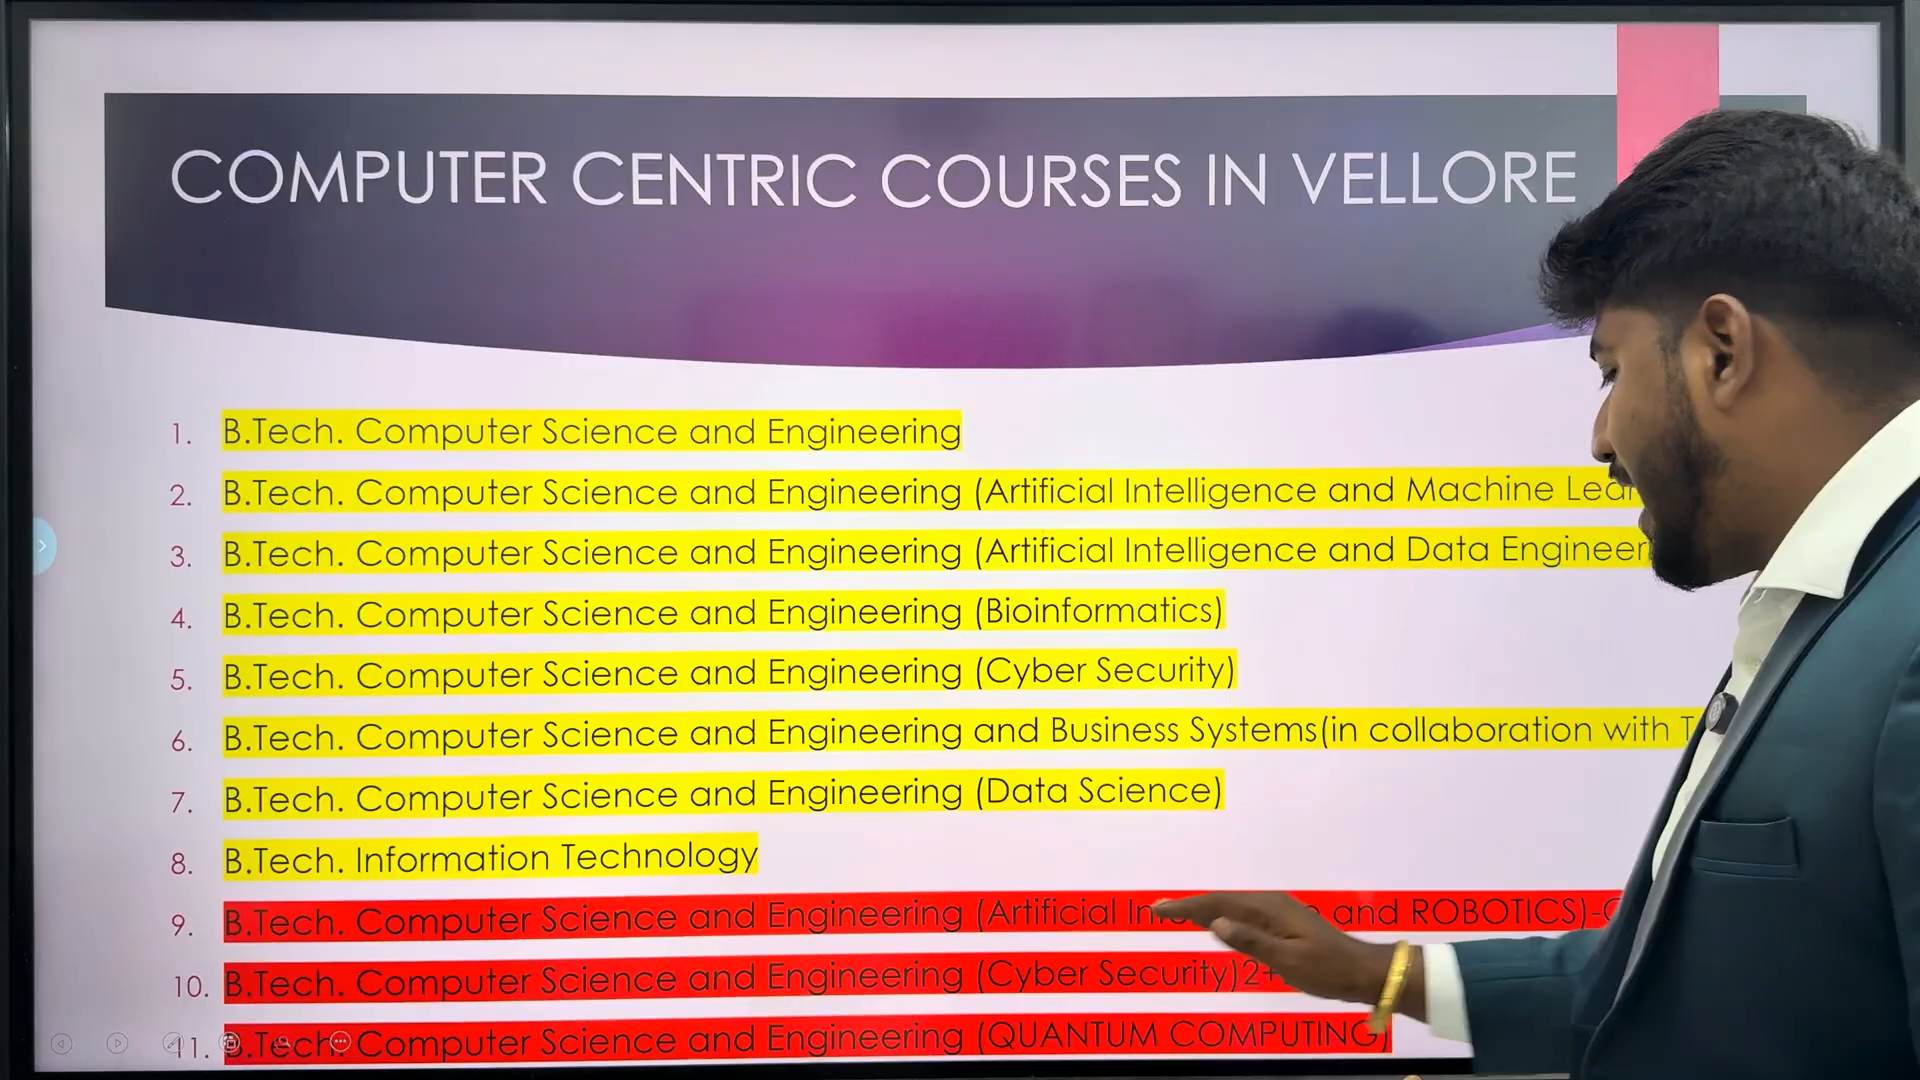 COMPUTER CENTRIC COURSES IN VELLORE
1. B.Tech. Computer Science and Engineering
2. B.Tech. Computer Science and Engineering (Artificial Intelligence and Machine
3. B.Tech. Computer Science and Engineering (Artificial Intelligence and Data
4. B.Tech. Computer Science and Engineering (Bioinformatics)
5. B.Tech. Computer Science and Engineering (Cyber Security)
6. B.Tech. Computer Science and Engineering and Business Systems(in collaboration with
7. B.Tech. Computer Science and Engineering (Data Science)
8. B.Tech. Information Technology
9. B.Tech. Computer Science and Engineering (Artificial and ROBOTICS)-
10. B.Tech. Computer Science and Engineering (Cyber Security)2+
11. B.Tech. Computer Science and Engineering (QUANTUM COMPUTING)